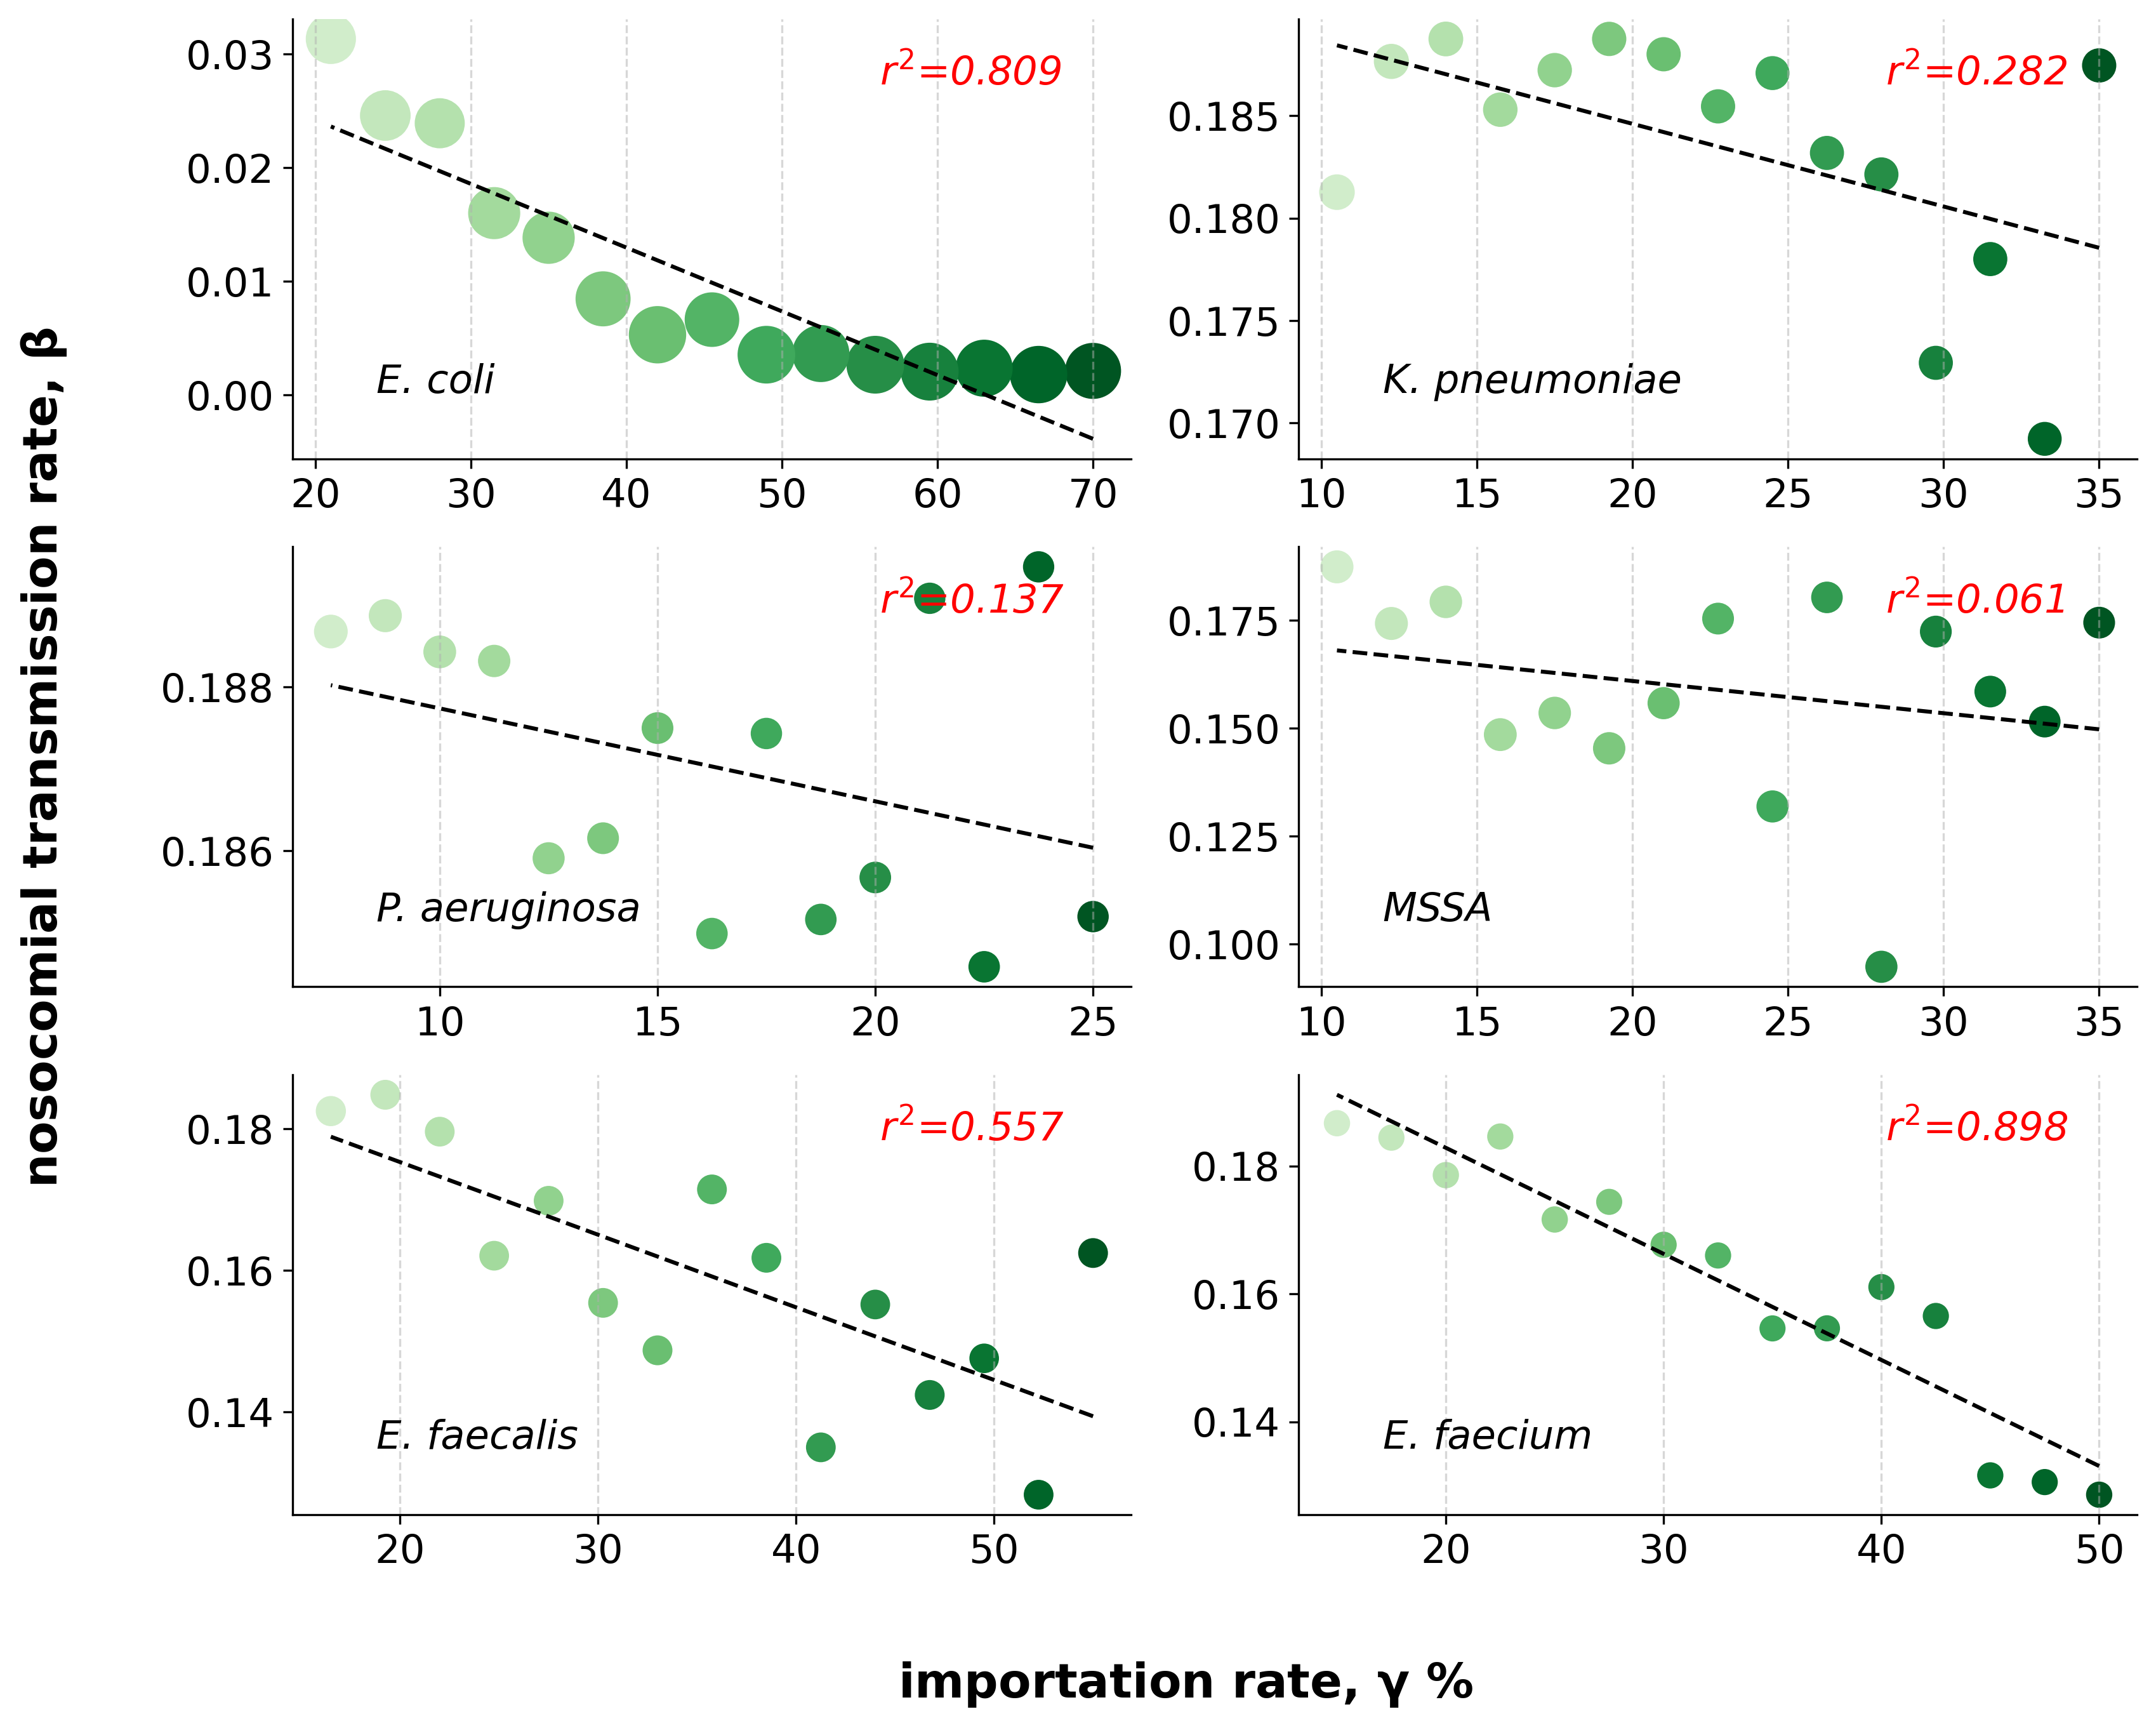 nosocomial transmission rate, β
0.03
0.02
0.01
0.00
r²=0.809
E. coli
20 30 40 50 60 70
0.185
0.180
0.175
0.170
r²=0.282
K. pneumoniae
10 15 20 25 30 35
0.188
0.186
r²=0.137
P. aeruginosa
10 15 20 25
0.175
0.150
0.125
0.100
r²=0.061
MSSA
10 15 20 25 30 35
0.18
0.16
0.14
r²=0.557
E. faecalis
20 30 40 50
0.18
0.16
0.14
r²=0.898
E. faecium
20 30 40 50
importation rate, γ %